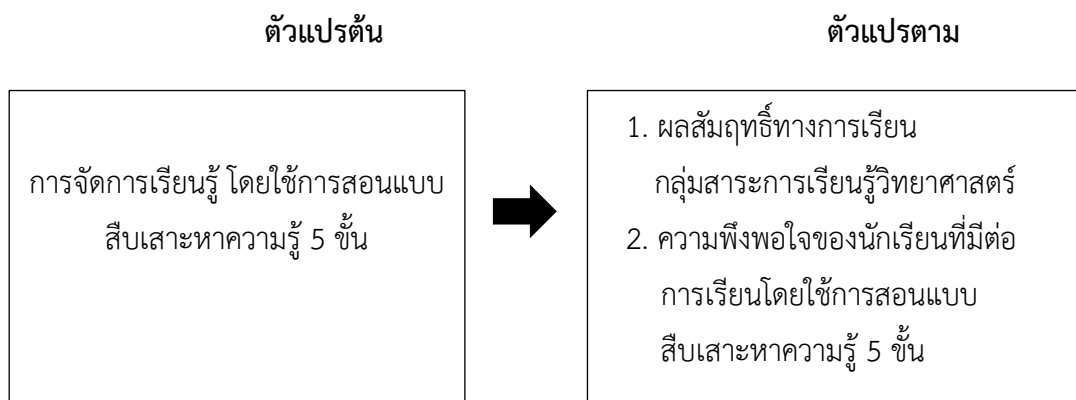 ตัวแปรต้น
ตัวแปรตาม
การจัดการเรียนรู้ โดยใช้การสอนแบบ
สืบเสาะหาความรู้ 5 ขั้น
1. ผลสัมฤทธิ์ทางการเรียน
กลุ่มสาระการเรียนรู้วิทยาศาสตร์
2. ความพึงพอใจของนักเรียนที่มีต่อ
การเรียนโดยใช้การสอนแบบ
สืบเสาะหาความรู้ 5 ขั้น